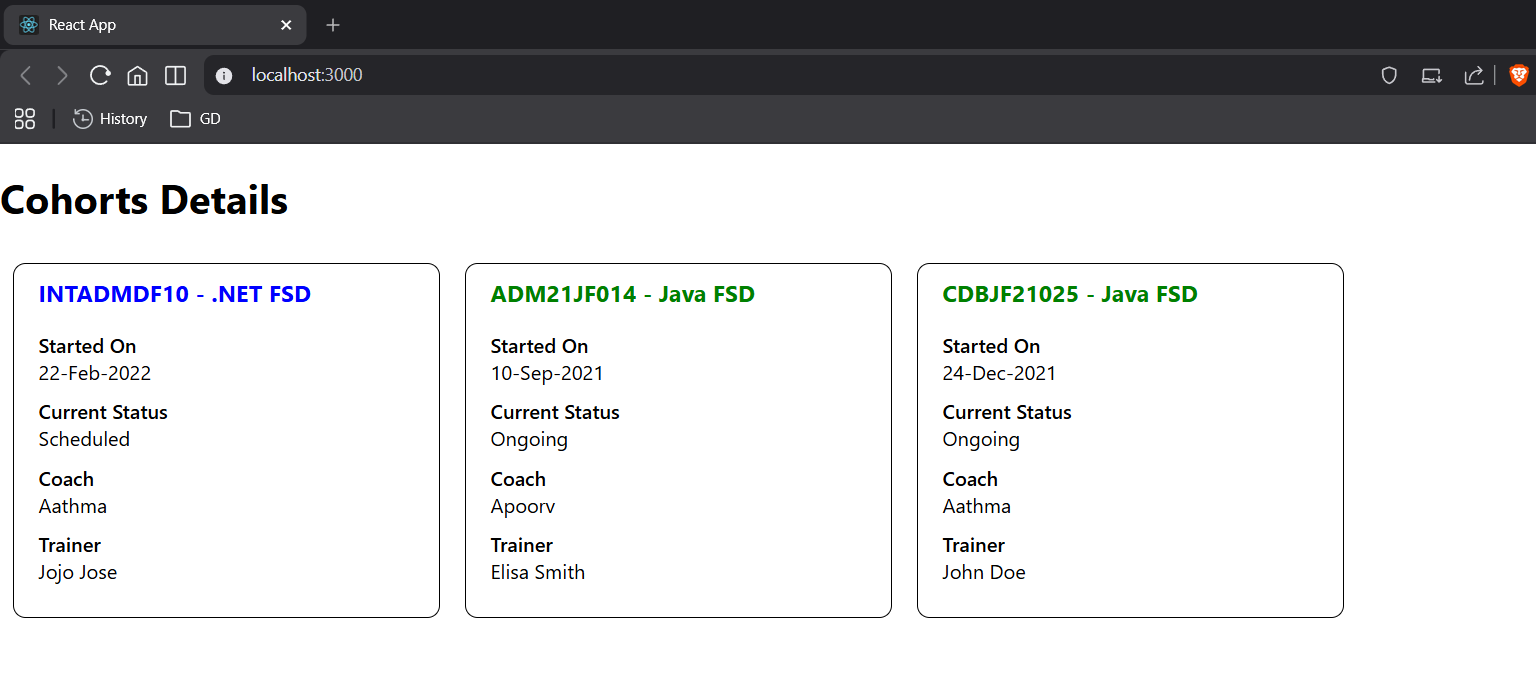 React App
localhost:3000
History
GD
Cohorts Details
INTADMDF10 - .NET FSD
Started On
22-Feb-2022
Current Status
Scheduled
Coach
Aathma
Trainer
Jojo Jose
ADM21JF014 - Java FSD
Started On
10-Sep-2021
Current Status
Ongoing
Coach
Apoorv
Trainer
Elisa Smith
CDBJF21025 - Java FSD
Started On
24-Dec-2021
Current Status
Ongoing
Coach
Aathma
Trainer
John Doe